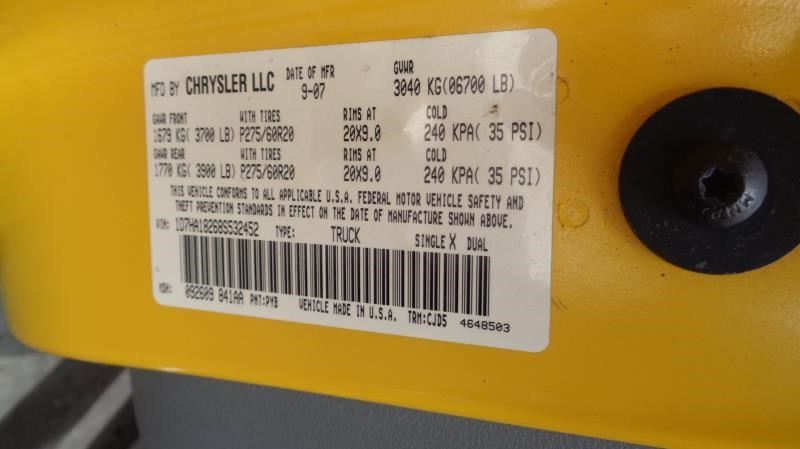 MFD BY CHRYSLER LLC DATE OF MFR 9-07 GVWR 3040 KG(06700 LB)
GAWR FRONT WITH TIRES RIMS AT COLD
1679 KG( 3700 LB) P275/60R20 20X9.0 240 KPA( 35 PSI)
GAWR REAR WITH TIRES RIMS AT COLD
1770 KG( 3900 LB) P275/60R20 20X9.0 240 KPA( 35 PSI)
THIS VEHICLE CONFORMS TO ALL APPLICABLE U.S.A. FEDERAL MOTOR VEHICLE SAFETY AND
THEFT PREVENTION STANDARDS IN EFFECT ON THE DATE OF MANUFACTURE SHOWN ABOVE.
VIN: 1D7HA18268S532452 TYPE: TRUCK SINGLE X DUAL
MDH: 092609 841AA PNT:PYB VEHICLE MADE IN U.S.A. TRM:CJD5 4648503